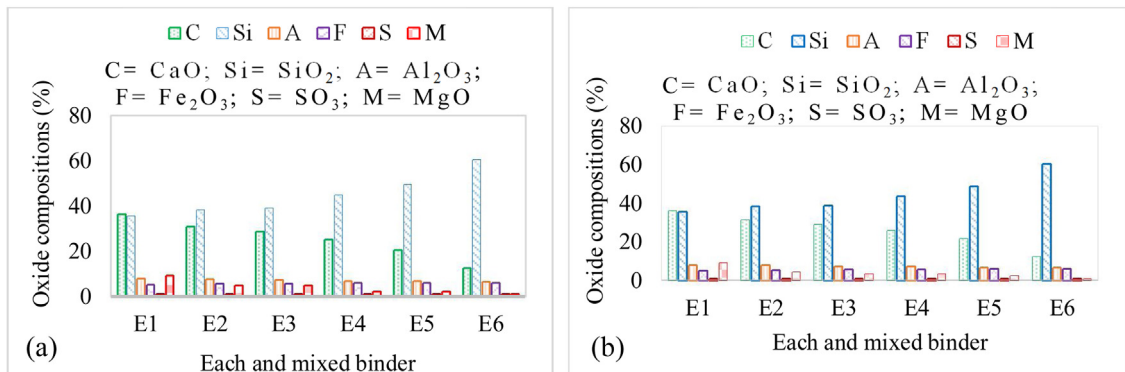 C Si A F S M
C= CaO; Si= SiO₂; A= Al₂O₃;
F= Fe₂O₃; S= SO₃; M= MgO
Oxide compositions (%)
80
60
40
20
0
E1 E2 E3 E4 E5 E6
(a)
Each and mixed binder
C Si A F S M
C= CaO; Si= SiO₂; A= Al₂O₃;
F= Fe₂O₃; S= SO₃; M= MgO
Oxide compositions (%)
80
60
40
20
0
E1 E2 E3 E4 E5 E6
(b)
Each and mixed binder